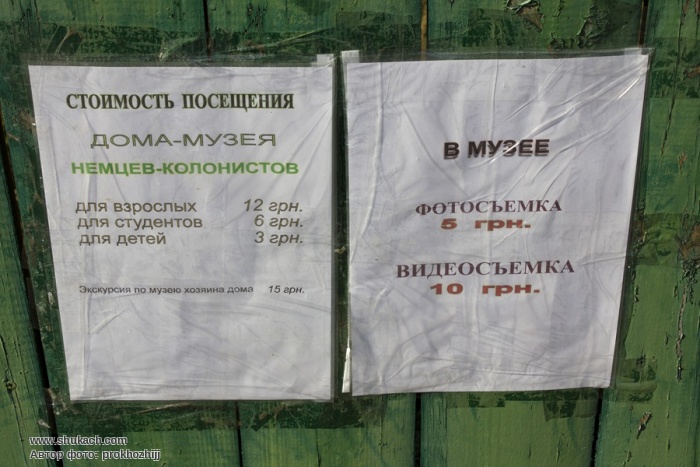 СТОИМОСТЬ ПОСЕЩЕНИЯ
ДОМА-МУЗЕЯ
НЕМЦЕВ-КОЛОНИСТОВ
для взрослых 12 грн.
для студентов 6 грн.
для детей 3 грн.
Экскурсия по музею хозяина дома 15 грн.
В МУЗЕЕ
ФОТОСЪЕМКА
5 грн.
ВИДЕОСЪЕМКА
10 грн.
www.shukach.com
Автор фото: prokhozhijj